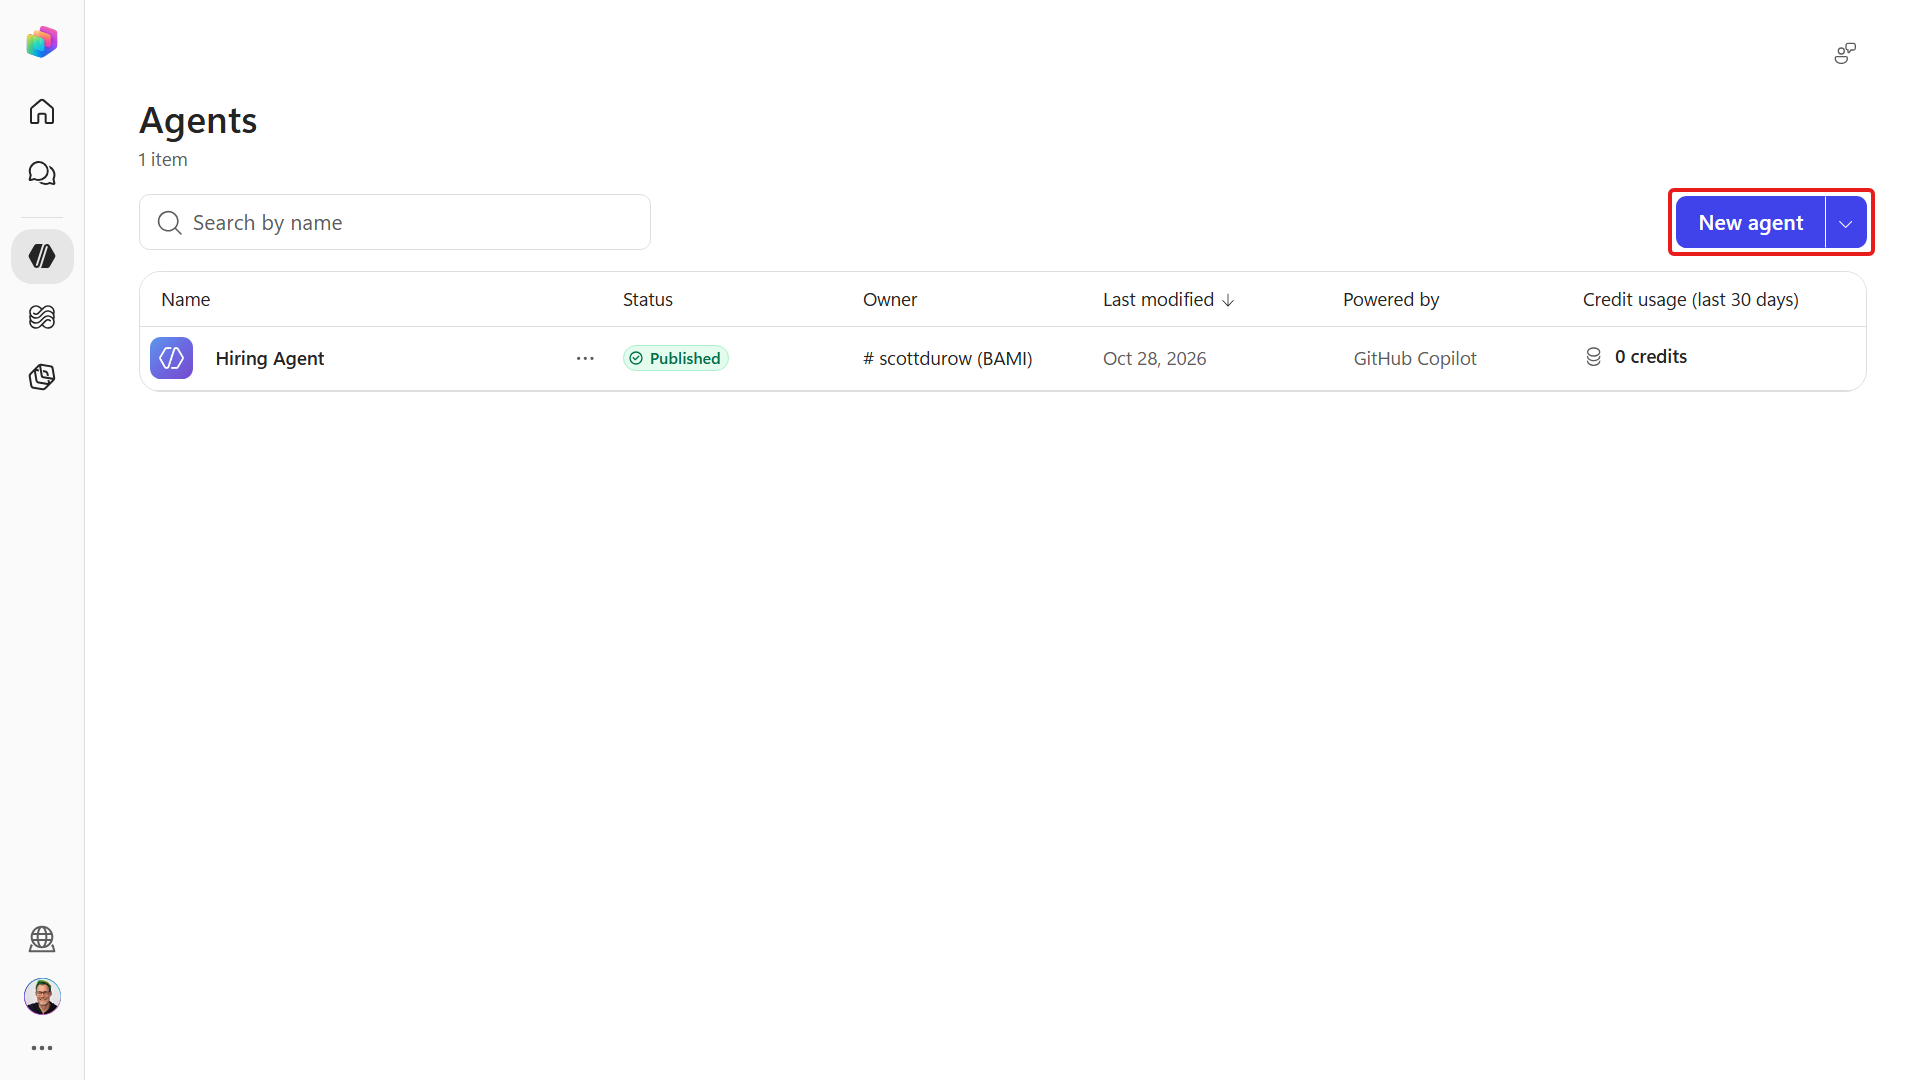 Agents
1 item
Search by name
New agent
Name Status Owner Last modified Powered by Credit usage (last 30 days)
Hiring Agent Published # scottdurow (BAMI) Oct 28, 2026 GitHub Copilot 0 credits